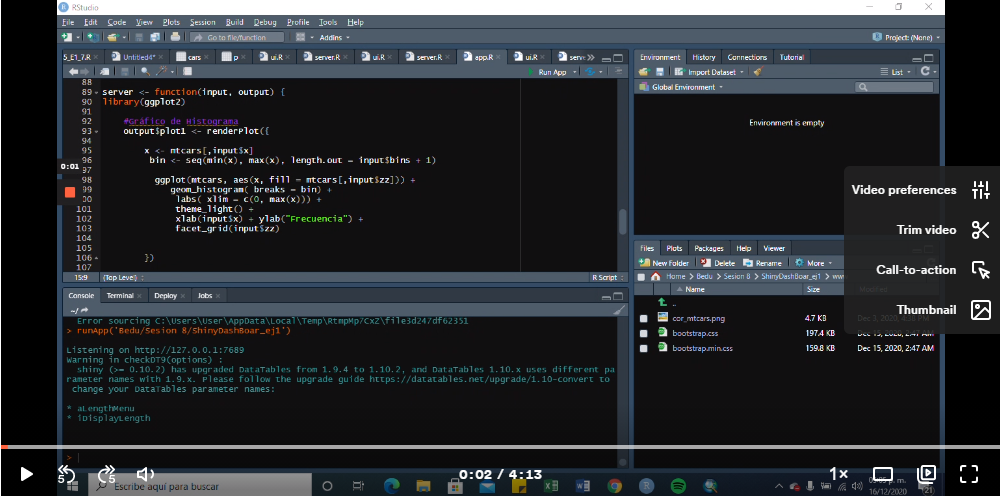 RStudio
File Edit Code View Plots Session Build Debug Profile Tools Help
Go to file/function Addins Project: (None)
5_E1_7.R Untitled4* cars p ui.R server.R ui.R server.R app.R ui.R serve
Run App
88
89 server <- function(input, output) {
90 library(ggplot2)
91
92 #Gráfico de Histograma
93 output$plot1 <- renderPlot({
94
95 x <- mtcars[,input$x]
96 bin <- seq(min(x), max(x), length.out = input$bins + 1)
97
98 ggplot(mtcars, aes(x, fill = mtcars[,input$zz])) +
99 geom_histogram( breaks = bin) +
00 labs( xlim = c(0, max(x))) +
101 theme_light() +
102 xlab(input$x) + ylab("Frecuencia") +
103 facet_grid(input$zz)
104
105
106 })
107
15:9 (Top Level) R Script
0:01
Console Terminal Deploy Jobs
~/
Error sourcing C:\Users\User\AppData\Local\Temp\RtmpMp7CxZ\file3d247df62351
> runApp('Bedu/Sesion 8/ShinyDashBoar_ej1')
Listening on http://127.0.0.1:7689
Warning in checkDT9(options) :
shiny (>= 0.10.2) has upgraded DataTables from 1.9.4 to 1.10.2, and DataTables 1.10.x uses different pa
rameter names with 1.9.x. Please follow the upgrade guide https://datatables.net/upgrade/1.10-convert to
change your DataTables parameter names:
* aLengthMenu
* iDisplayLength
>
Environment History Connections Tutorial
Import Dataset List
Global Environment
Environment is empty
Files Plots Packages Help Viewer
New Folder Delete Rename More
Home > Bedu > Sesion 8 > ShinyDashBoar_ej1 > www
Name Size Modified
..
cor_mtcars.png 4.7 KB
bootstrap.css 197.4 KB Dec 15, 2020, 2:47 AM
bootstrap.min.css 159.8 KB Dec 15, 2020, 2:47 AM
Video preferences
Trim video
Call-to-action
Thumbnail
5 5 0:02 / 4:13 1×
Escribe aquí para buscar
16/12/2020